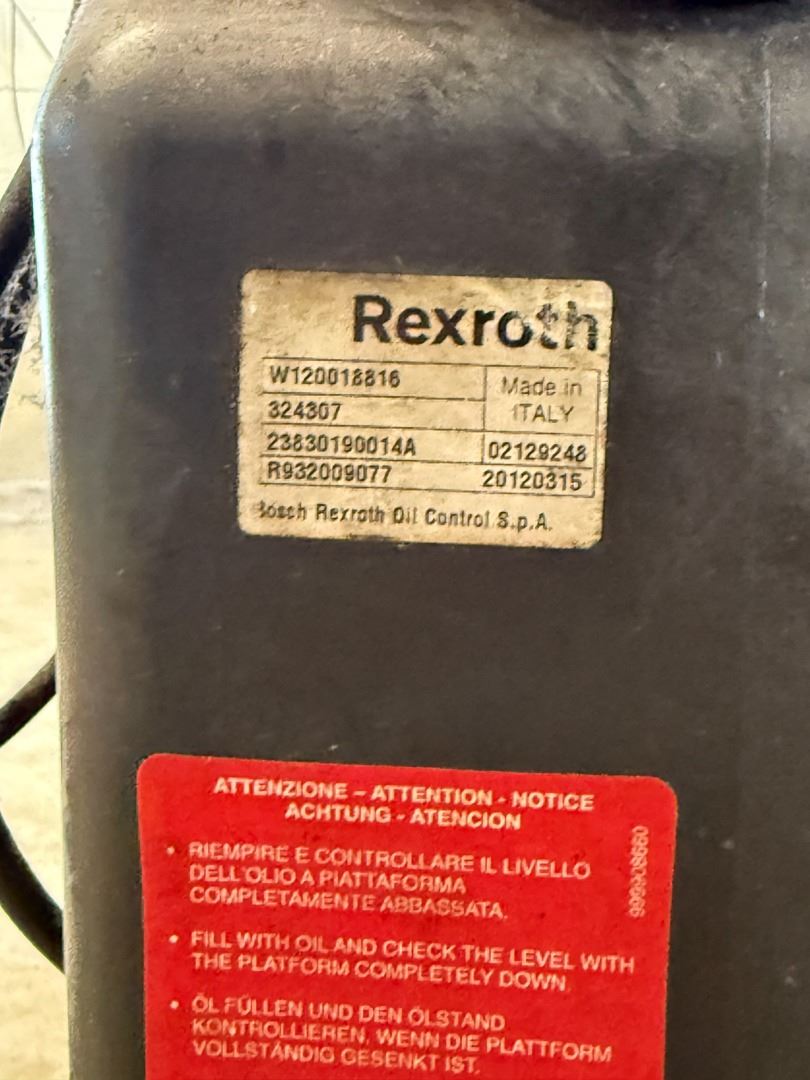 Rexroth
W120018816
Made in
ITALY
324307
23830190014A 02129248
R932009077 20120315
Bosch Rexroth Oil Control S.p.A.
ATTENZIONE – ATTENTION - NOTICE
ACHTUNG - ATENCION
• RIEMPIRE E CONTROLLARE IL LIVELLO
DELL'OLIO A PIATTAFORMA
COMPLETAMENTE ABBASSATA.
• FILL WITH OIL AND CHECK THE LEVEL WITH
THE PLATFORM COMPLETELY DOWN.
• ÖL FÜLLEN UND DEN ÖLSTAND
KONTROLLIEREN, WENN DIE PLATTFORM
VOLLSTÄNDIG GESENKT IST.